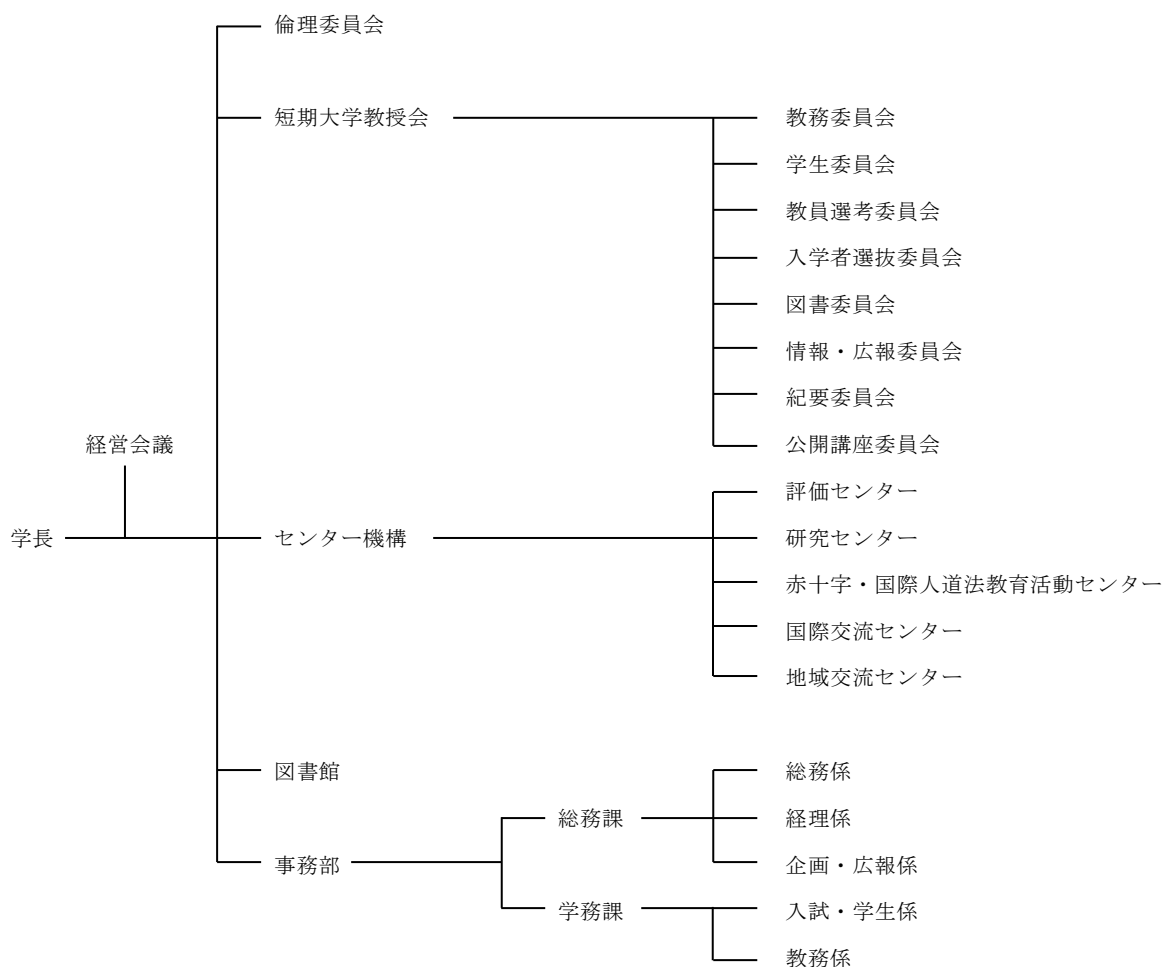 倫理委員会
短期大学教授会
教務委員会
学生委員会
教員選考委員会
入学者選抜委員会
図書委員会
情報・広報委員会
紀要委員会
経営会議
公開講座委員会
評価センター
学長
センター機構
研究センター
赤十字・国際人道法教育活動センター
国際交流センター
地域交流センター
図書館
総務係
総務課
経理係
事務部
企画・広報係
学務課
入試・学生係
教務係